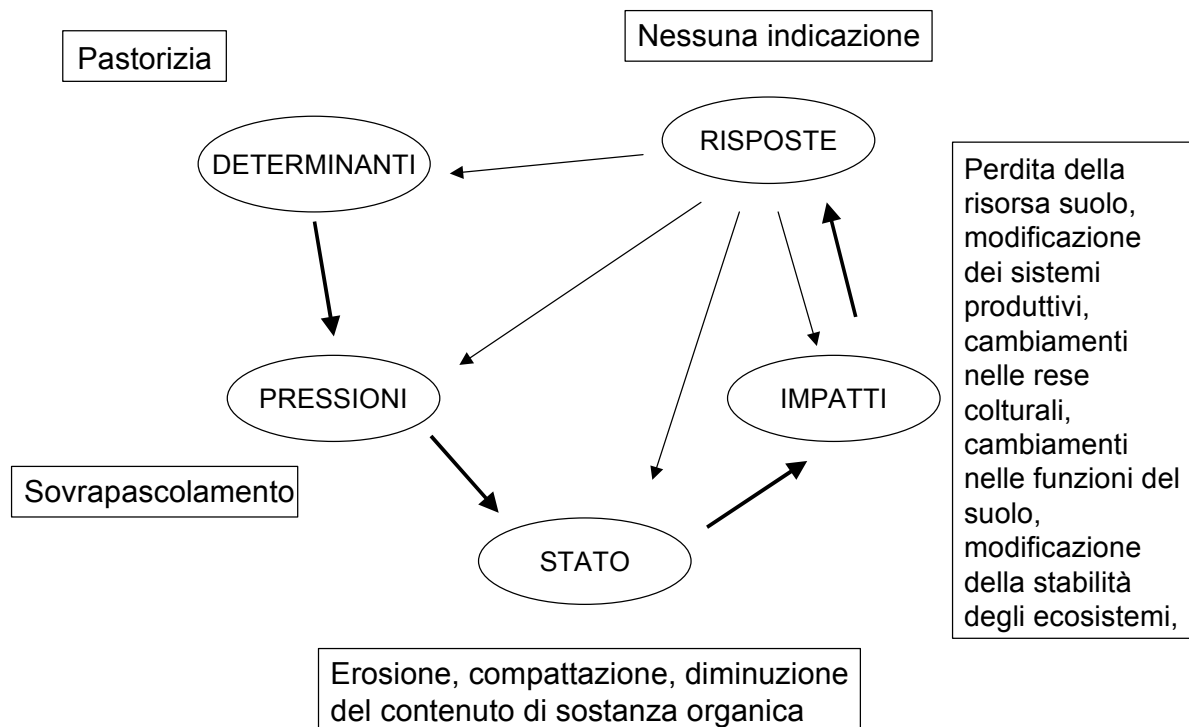 Nessuna indicazione
Pastorizia
RISPOSTE
DETERMINANTI
Perdita della
risorsa suolo,
modificazione
dei sistemi
produttivi,
cambiamenti
nelle rese
colturali,
cambiamenti
nelle funzioni del
suolo,
modificazione
della stabilità
degli ecosistemi,
PRESSIONI
IMPATTI
Sovrapascolamento
STATO
Erosione, compattazione, diminuzione
del contenuto di sostanza organica